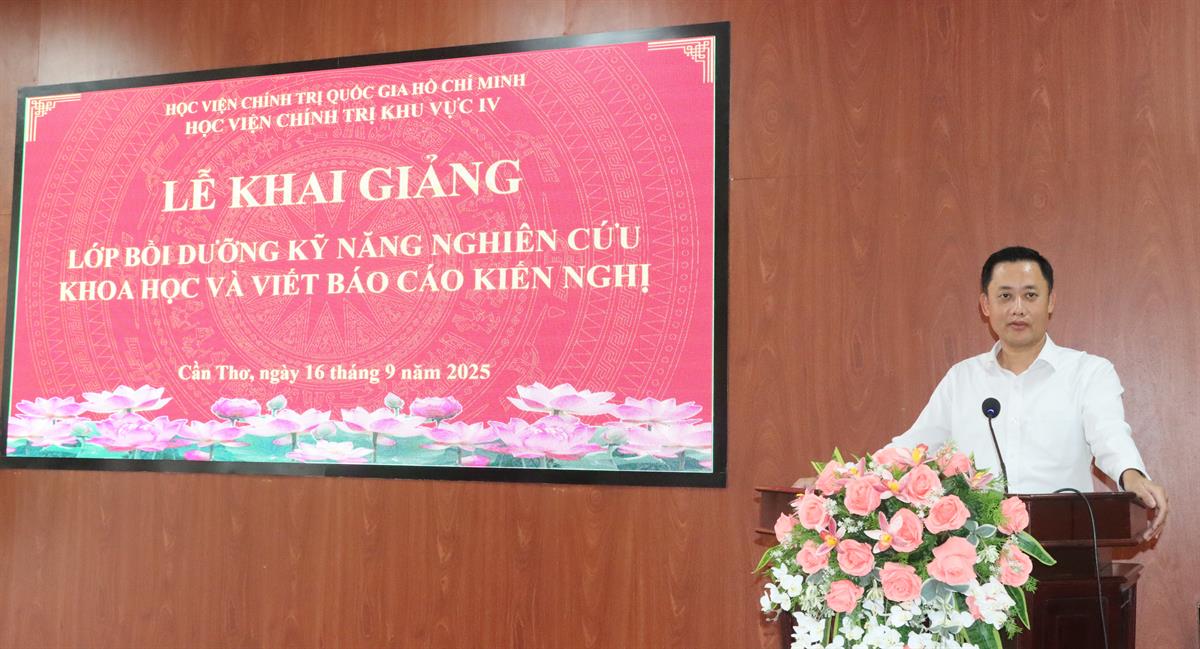 HỌC VIỆN CHÍNH TRỊ QUỐC GIA HỒ CHÍ MINH
HỌC VIỆN CHÍNH TRỊ KHU VỰC IV
LỄ KHAI GIẢNG
LỚP BỒI DƯỠNG KỸ NĂNG NGHIÊN CỨU
KHOA HỌC VÀ VIẾT BÁO CÁO KIẾN NGHỊ
Cần Thơ, ngày 16 tháng 9 năm 2025